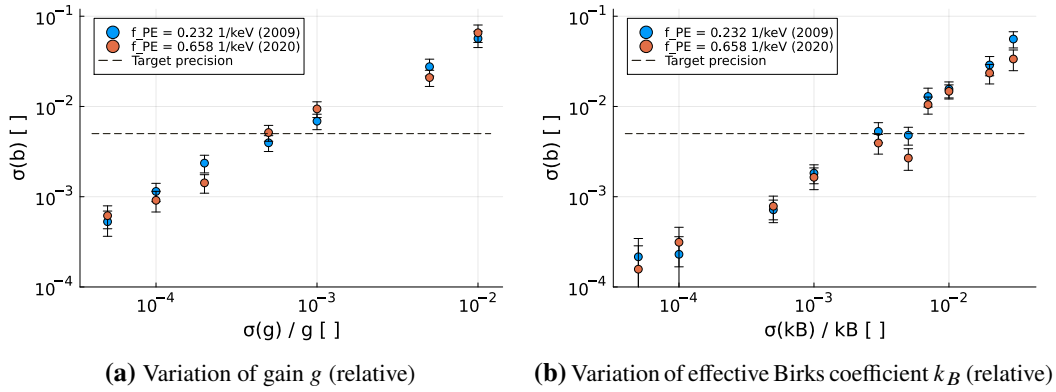 10⁻¹
10⁻²
10⁻³
10⁻⁴
σ(b) [ ]
f_PE = 0.232 1/keV (2009)
f_PE = 0.658 1/keV (2020)
Target precision
10⁻⁴
10⁻³
10⁻²
σ(g) / g [ ]
(a) Variation of gain g (relative)
10⁻¹
10⁻²
10⁻³
10⁻⁴
σ(b) [ ]
f_PE = 0.232 1/keV (2009)
f_PE = 0.658 1/keV (2020)
Target precision
10⁻⁴
10⁻³
10⁻²
σ(kB) / kB [ ]
(b) Variation of effective Birks coefficient k_B (relative)